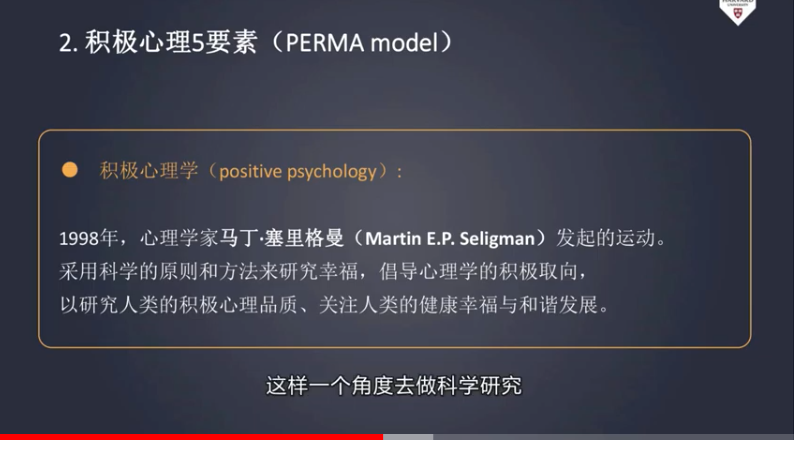 2. 积极心理5要素（PERMA model）
积极心理学（positive psychology）:
1998年，心理学家马丁·塞里格曼（Martin E.P. Seligman）发起的运动。
采用科学的原则和方法来研究幸福，倡导心理学的积极取向，
以研究人类的积极心理品质、关注人类的健康幸福与和谐发展。
这样一个角度去做科学研究